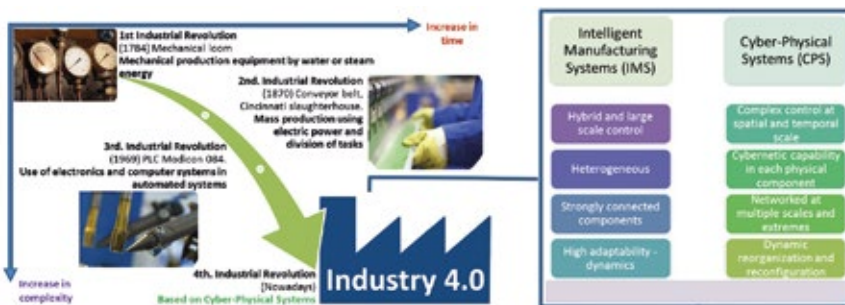 1st Industrial Revolution
(1784) Mechanical loom
Mechanical production equipment by water or steam
energy
Increase in
time
2nd. Industrial Revolution
(1870) Conveyor belt,
Cincinnati slaughterhouse.
Mass production using
electric power and
division of tasks
3rd. Industrial Revolution
(1969) PLC Modicon 084.
Use of electronics and computer systems in
automated systems
4th. Industrial Revolution
(Nowadays)
Based on Cyber-Physical Systems
Increase in
complexity
Industry 4.0
Intelligent
Manufacturing
Systems (IMS)
Hybrid and large
scale control
Heterogeneous
Strongly connected
components
High adaptability -
dynamics
Cyber-Physical
Systems (CPS)
Complex control at
spatial and temporal
scale
Cybernetic capability
in each physical
component
Networked at
multiple scales and
extremes
Dynamic
reorganization and
reconfiguration